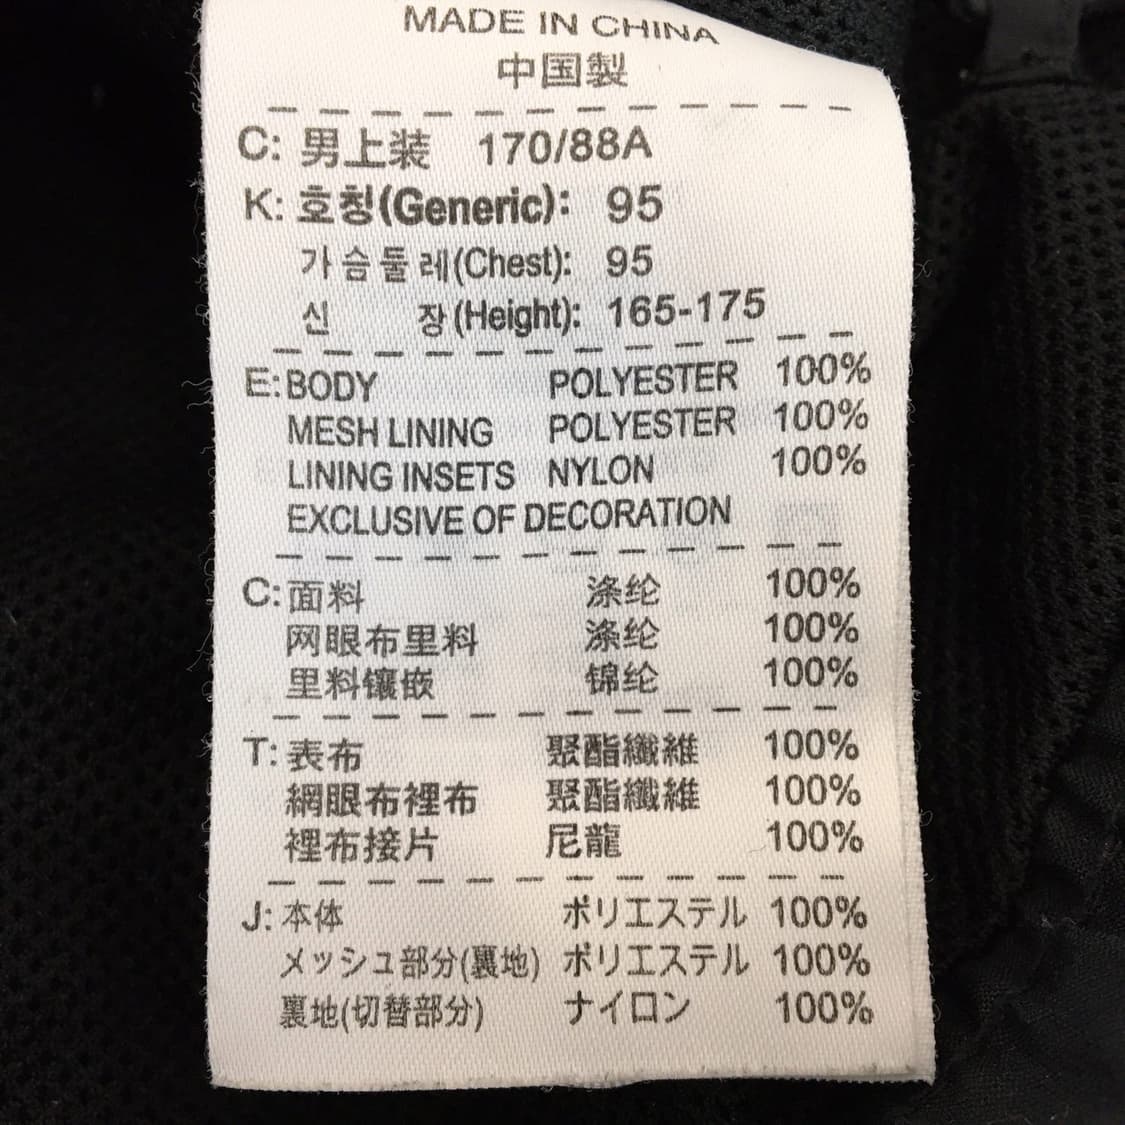 MADE IN CHINA
中国製
C: 男上装 170/88A
K: 호칭(Generic): 95
가슴둘레(Chest): 95
신 장(Height): 165-175
E: BODY POLYESTER 100%
MESH LINING POLYESTER 100%
LINING INSETS NYLON 100%
EXCLUSIVE OF DECORATION
C: 面料 涤纶 100%
网眼布里料 涤纶 100%
里料镶嵌 锦纶 100%
T: 表布 聚酯纖維 100%
網眼布裡布 聚酯纖維 100%
裡布接片 尼龍 100%
J: 本体 ポリエステル 100%
メッシュ部分(裏地) ポリエステル 100%
裏地(切替部分) ナイロン 100%